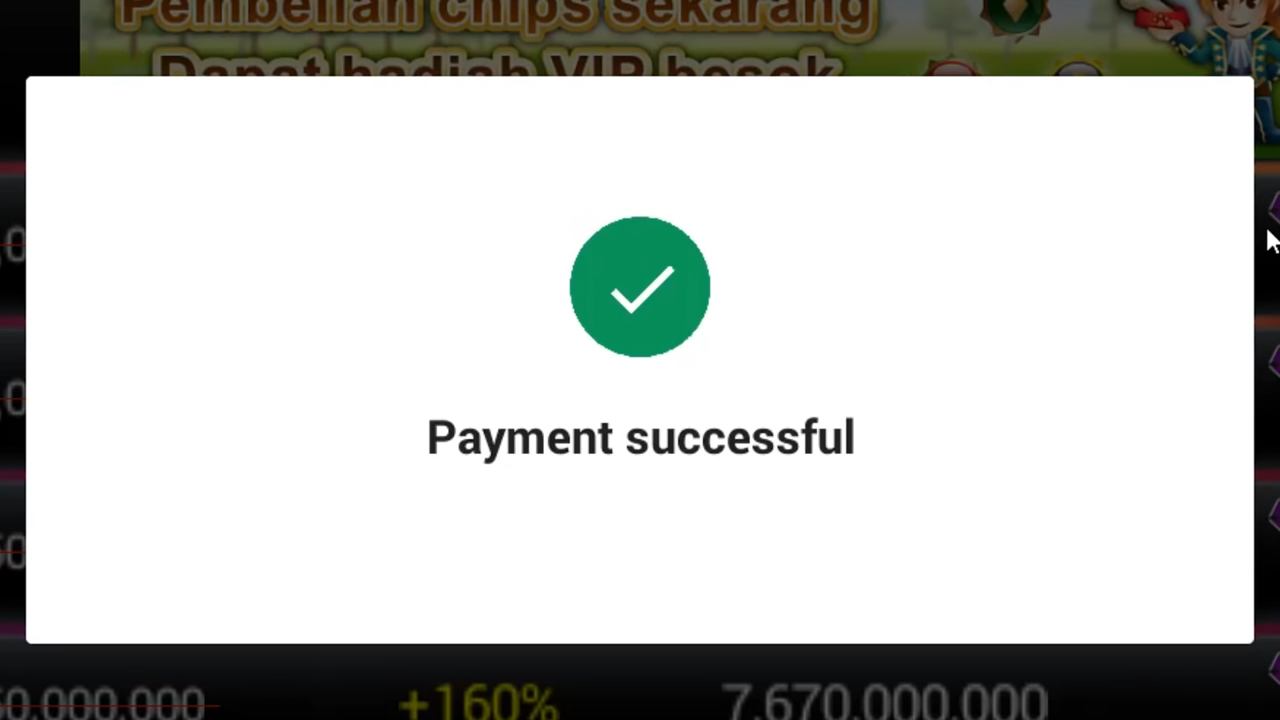 Pembelian chips sekarang
Dapat hadiah VIP besok
Payment successful
+160%
7.670.000.000